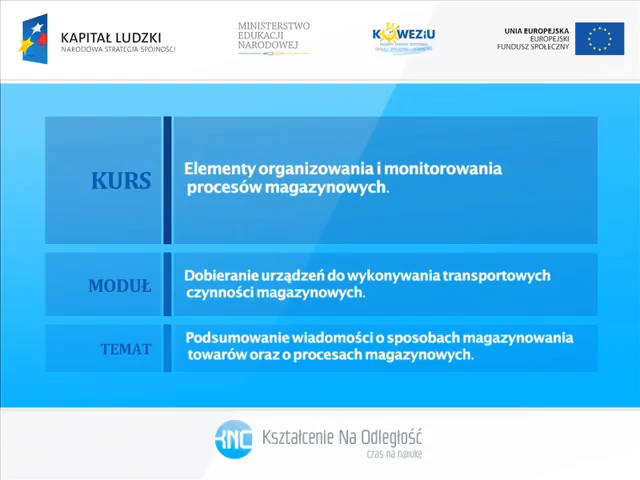 KAPITAŁ LUDZKI
NARODOWA STRATEGIA SPÓJNOŚCI
MINISTERSTWO
EDUKACJI
NARODOWEJ
KOWEZiU
UNIA EUROPEJSKA
EUROPEJSKI
FUNDUSZ SPOŁECZNY
KURS
Elementy organizowania i monitorowania
procesów magazynowych.
MODUŁ
Dobieranie urządzeń do wykonywania transportowych
czynności magazynowych.
TEMAT
Podsumowanie wiadomości o sposobach magazynowania
towarów oraz o procesach magazynowych.
KNO
Kształcenie Na Odległość
czas na n@ukę